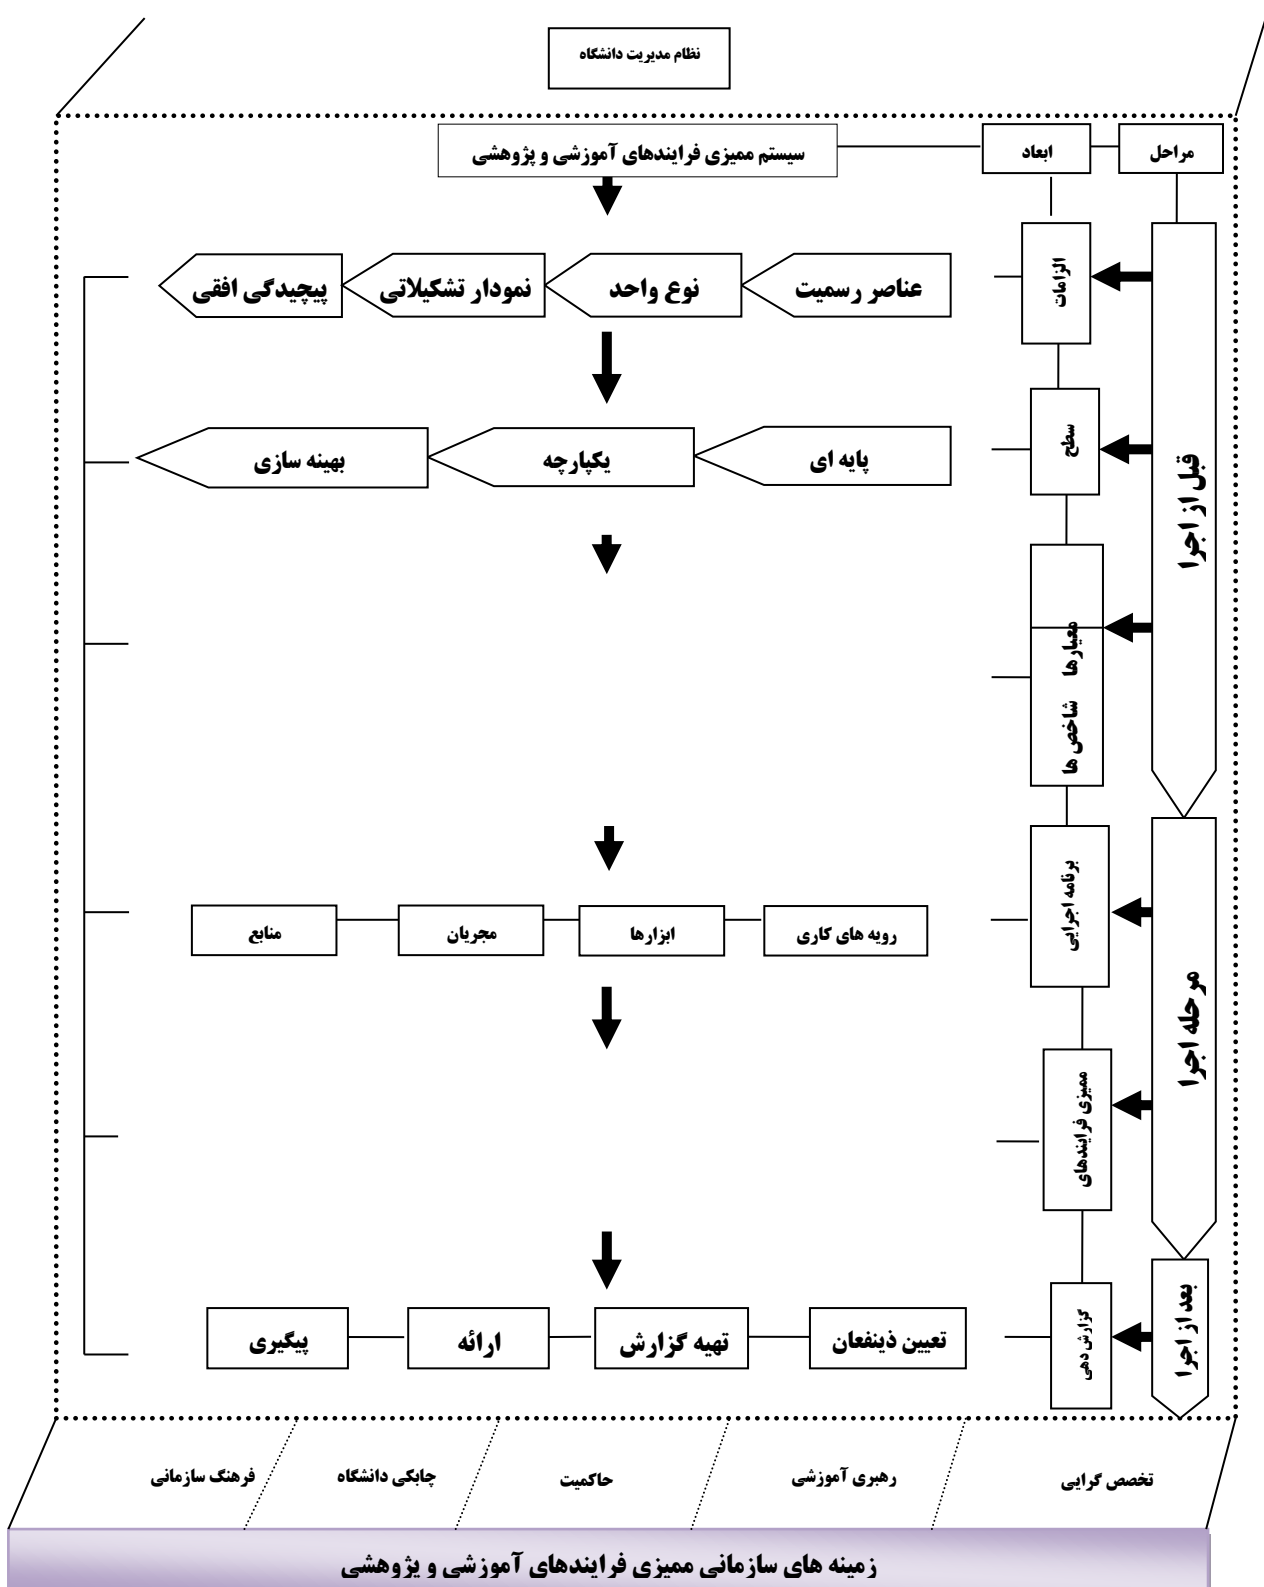 نظام مدیریت دانشگاه
مراحل
ابعاد
سیستم ممیزی فرایندهای آموزشی و پژوهشی
قبل از اجرا
الزامات
عناصر رسمیت
نوع واحد
نمودار تشکیلاتی
پیچیدگی افقی
سطح
پایه ای
یکپارچه
بهینه سازی
معیارها
شاخص ها
مرحله اجرا
برنامه اجرایی
رویه های کاری
ابزارها
مجریان
منابع
ممیزی فرایندهای
بعد از اجرا
گزارش دهی
تعیین ذینفعان
تهیه گزارش
ارائه
پیگیری
تخصص گرایی
رهبری آموزشی
حاکمیت
چابکی دانشگاه
فرهنگ سازمانی
زمینه های سازمانی ممیزی فرایندهای آموزشی و پژوهشی